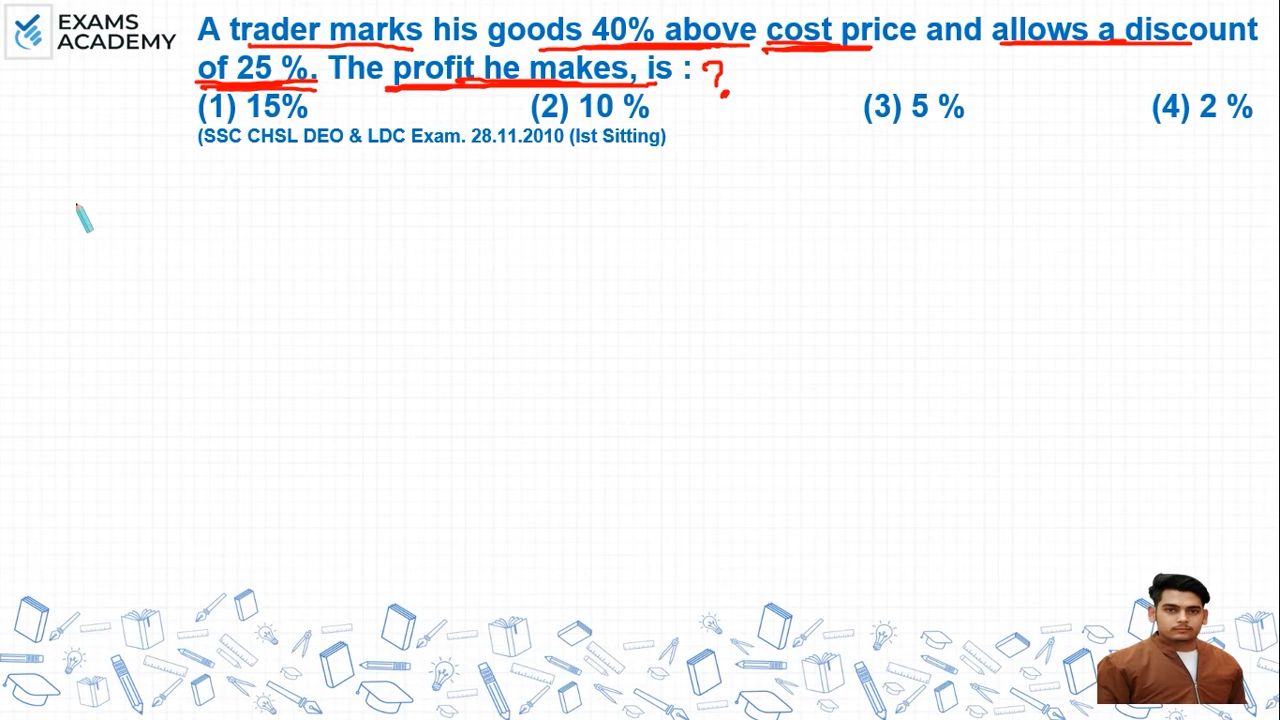 EXAMS
ACADEMY
A trader marks his goods 40% above cost price and allows a discount
of 25 %. The profit he makes, is : ?
(1) 15% (2) 10 % (3) 5 % (4) 2 %
(SSC CHSL DEO & LDC Exam. 28.11.2010 (Ist Sitting)